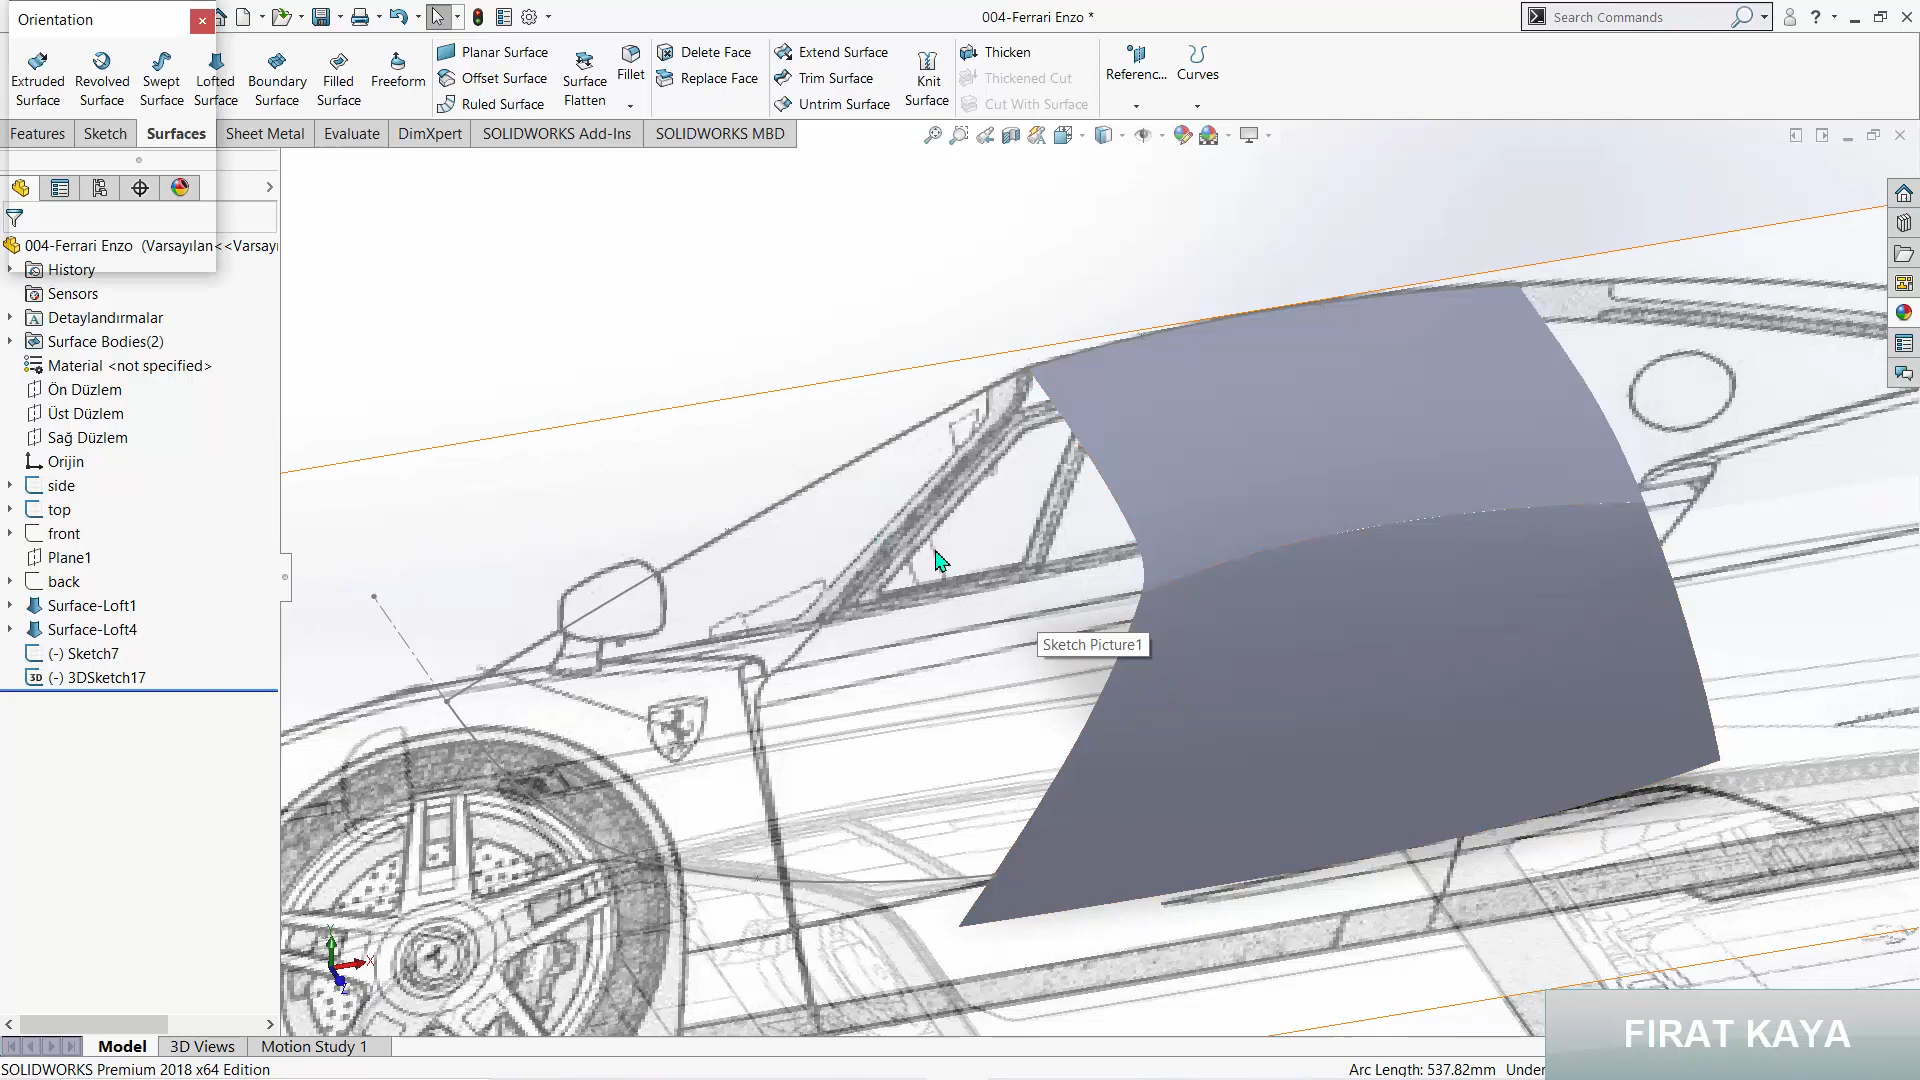 Orientation
004-Ferrari Enzo *
Search Commands
Extruded Surface
Revolved Surface
Swept Surface
Lofted Surface
Boundary Surface
Filled Surface
Freeform
Planar Surface
Offset Surface
Ruled Surface
Surface Flatten
Fillet
Delete Face
Replace Face
Extend Surface
Trim Surface
Untrim Surface
Knit Surface
Thicken
Thickened Cut
Cut With Surface
Referenc...
Curves
Features
Sketch
Surfaces
Sheet Metal
Evaluate
DimXpert
SOLIDWORKS Add-Ins
SOLIDWORKS MBD
004-Ferrari Enzo (Varsayılan<<Varsayı
History
Sensors
Detaylandırmalar
Surface Bodies(2)
Material <not specified>
Ön Düzlem
Üst Düzlem
Sağ Düzlem
Orijin
side
top
front
Plane1
back
Surface-Loft1
Surface-Loft4
(-) Sketch7
3D (-) 3DSketch17
Sketch Picture1
Y
X
Z
Model
3D Views
Motion Study 1
FIRAT KAYA
SOLIDWORKS Premium 2018 x64 Edition
Arc Length: 537.82mm
Under